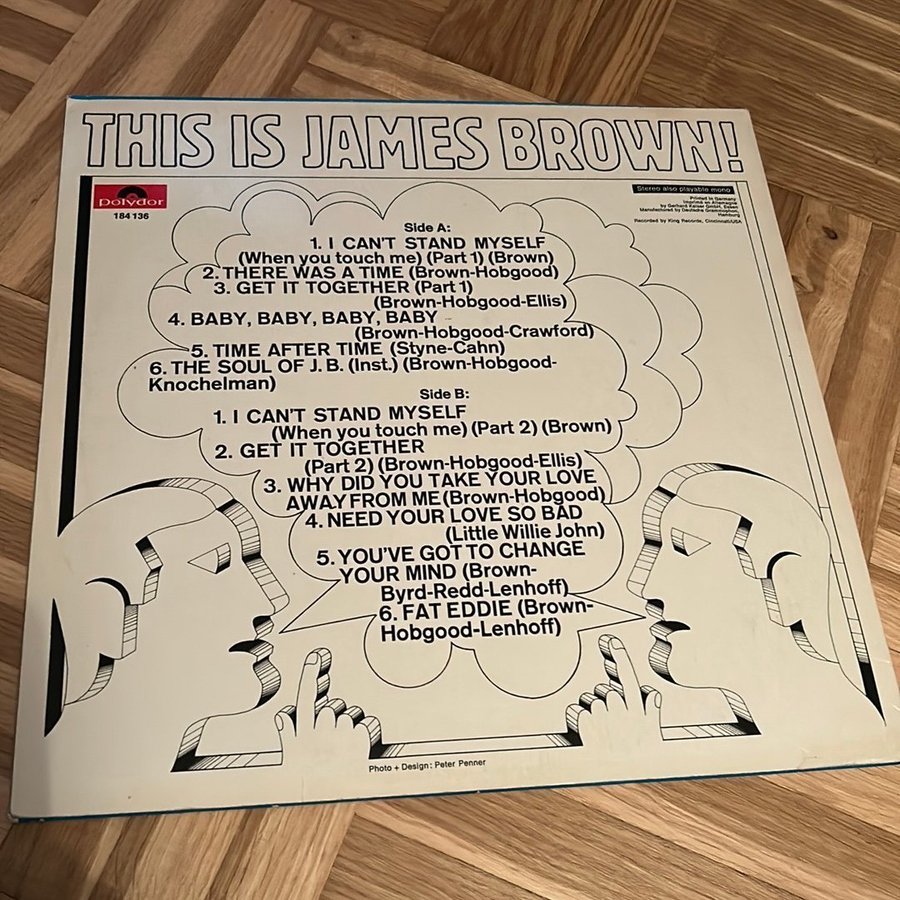 THIS IS JAMES BROWN!
polydor
184 136
Stereo also playable mono
Printed in Germany
Imprimé en Allemagne
by Gerhard Kaiser GmbH, Essen
Manufactured by Deutsche Grammophon,
Hamburg
Recorded by King Records, Cincinnati/USA
Side A:
1. I CAN'T STAND MYSELF
(When you touch me) (Part 1) (Brown)
2. THERE WAS A TIME (Brown-Hobgood)
3. GET IT TOGETHER (Part 1)
(Brown-Hobgood-Ellis)
4. BABY, BABY, BABY, BABY
(Brown-Hobgood-Crawford)
5. TIME AFTER TIME (Styne-Cahn)
6. THE SOUL OF J. B. (Inst.) (Brown-Hobgood-
Knochelman)
Side B:
1. I CAN'T STAND MYSELF
(When you touch me) (Part 2) (Brown)
2. GET IT TOGETHER
(Part 2) (Brown-Hobgood-Ellis)
3. WHY DID YOU TAKE YOUR LOVE
AWAY FROM ME (Brown-Hobgood)
4. NEED YOUR LOVE SO BAD
(Little Willie John)
5. YOU'VE GOT TO CHANGE
YOUR MIND (Brown-
Byrd-Redd-Lenhoff)
6. FAT EDDIE (Brown-
Hobgood-Lenhoff)
Photo + Design: Peter Penner